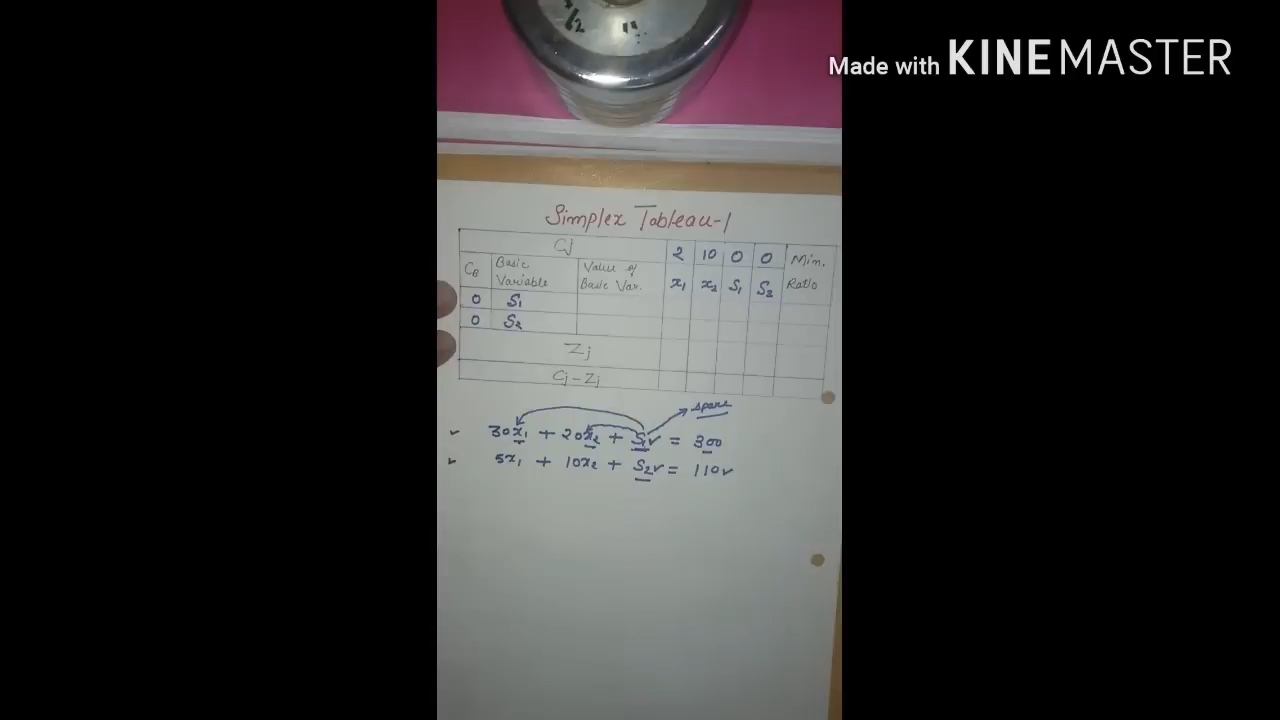 Made with KINEMASTER
Simplex Tableau-1
Cj 2 10 0 0 Min. Ratio
CB Basic Variable Value of Basic Var. x₁ x₂ S₁ S₂
0 S₁
0 S₂
Zj
Cj - Zj
spare
30x₁ + 20x₂ + S₁ = 300
5x₁ + 10x₂ + S₂ = 110